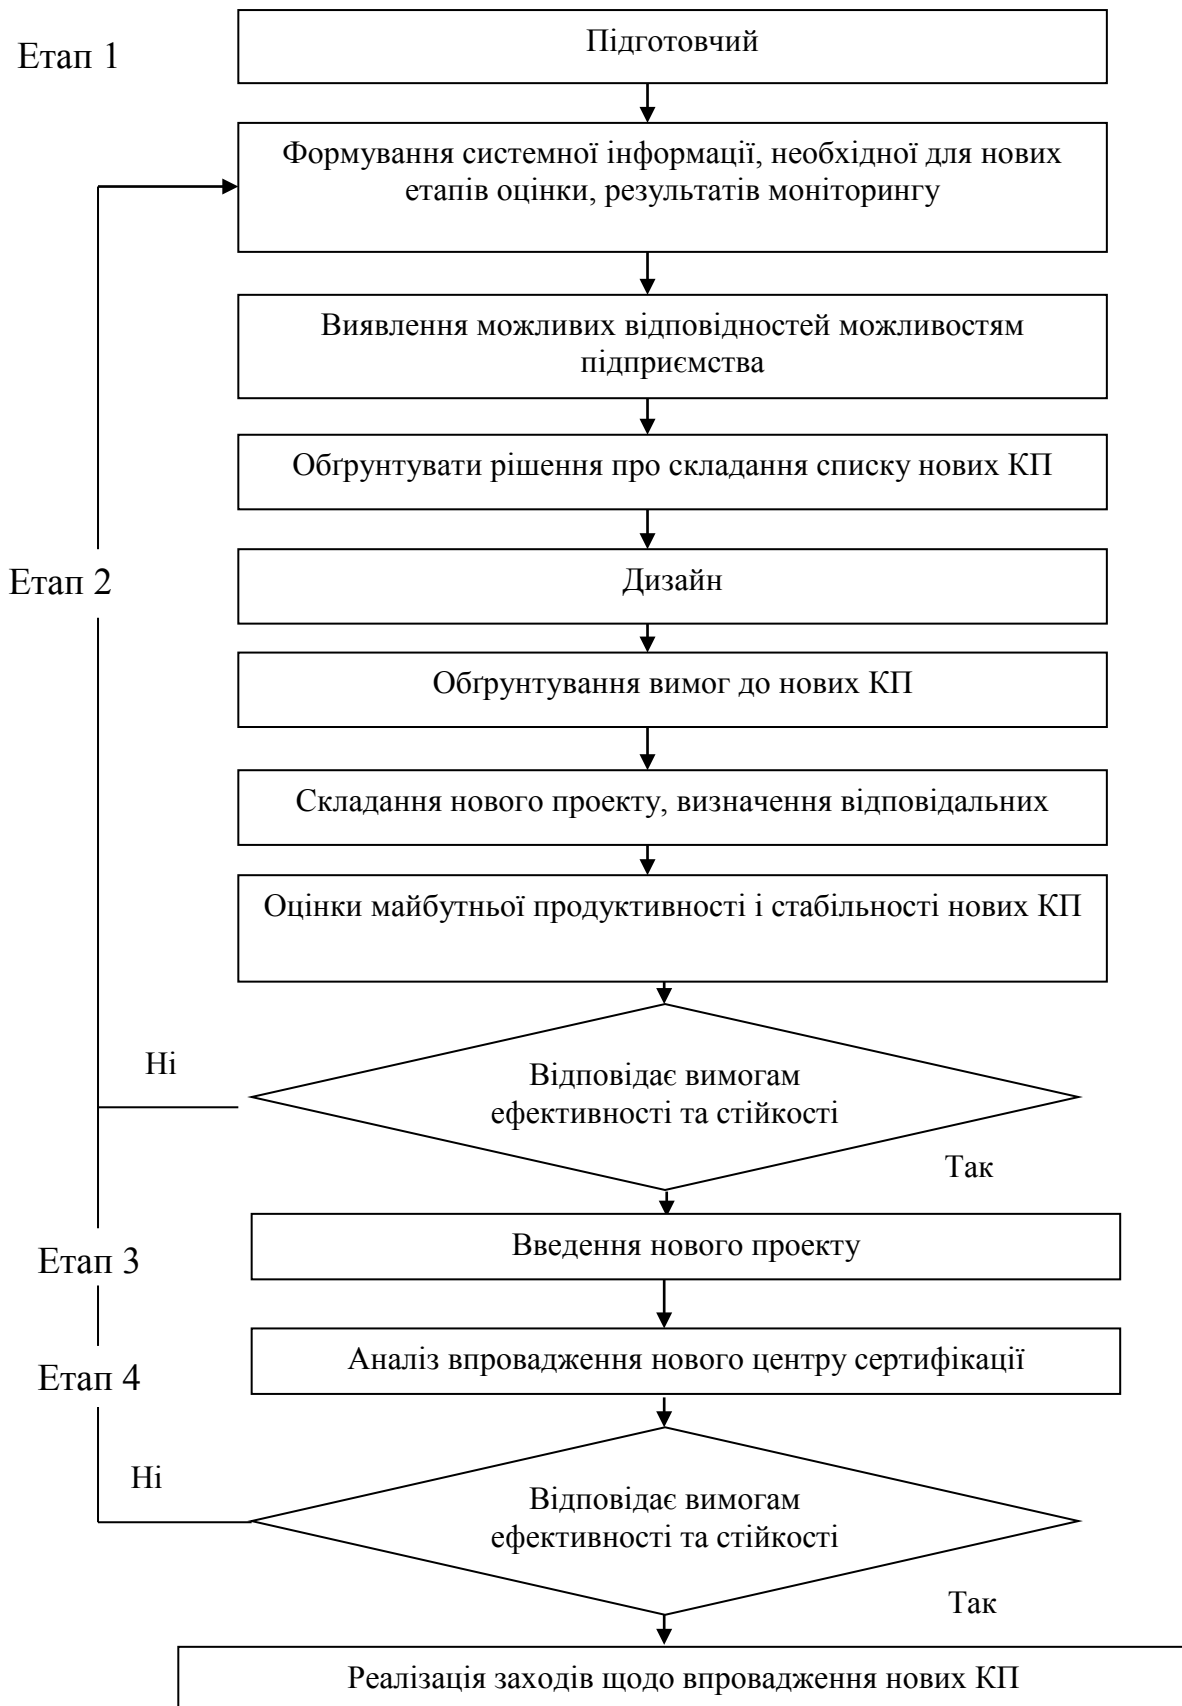 Етап 1
Підготовчий
Формування системної інформації, необхідної для нових
етапів оцінки, результатів моніторингу
Виявлення можливих відповідностей можливостям
підприємства
Обґрунтувати рішення про складання списку нових КП
Етап 2
Дизайн
Обґрунтування вимог до нових КП
Складання нового проекту, визначення відповідальних
Оцінки майбутньої продуктивності і стабільності нових КП
Ні
Відповідає вимогам
ефективності та стійкості
Так
Етап 3
Введення нового проекту
Етап 4
Аналіз впровадження нового центру сертифікації
Ні
Відповідає вимогам
ефективності та стійкості
Так
Реалізація заходів щодо впровадження нових КП